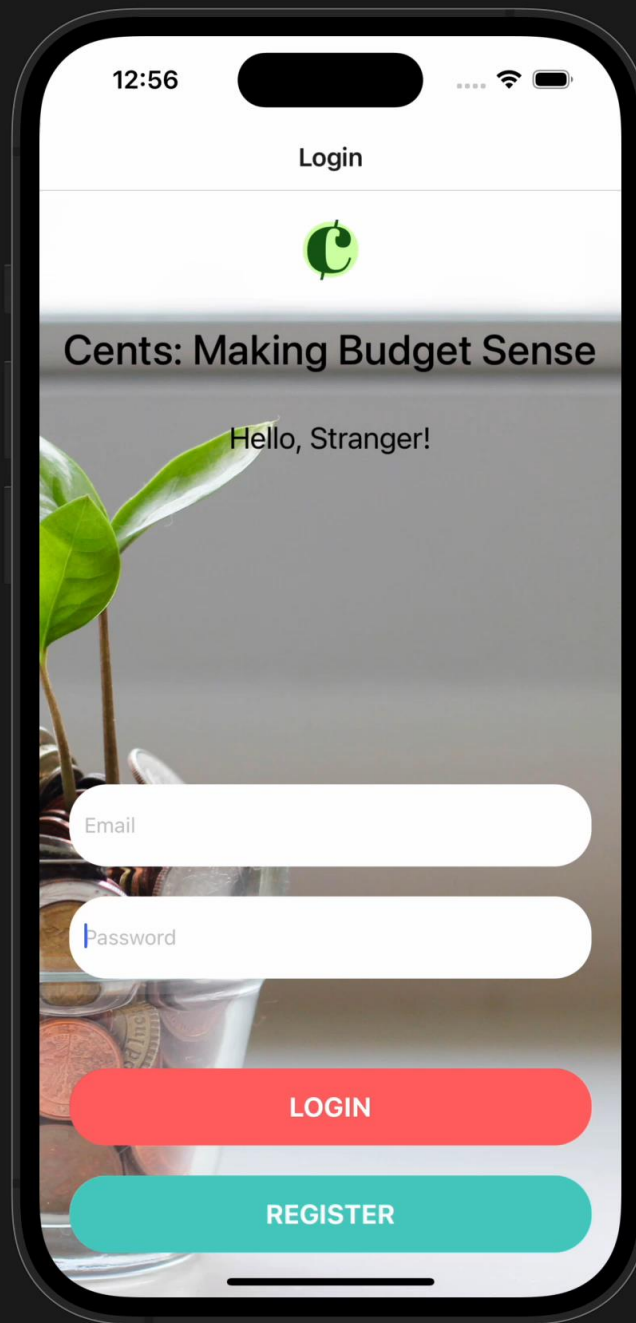 12:56
Login
¢
Cents: Making Budget Sense
Hello, Stranger!
Email
Password
LOGIN
REGISTER